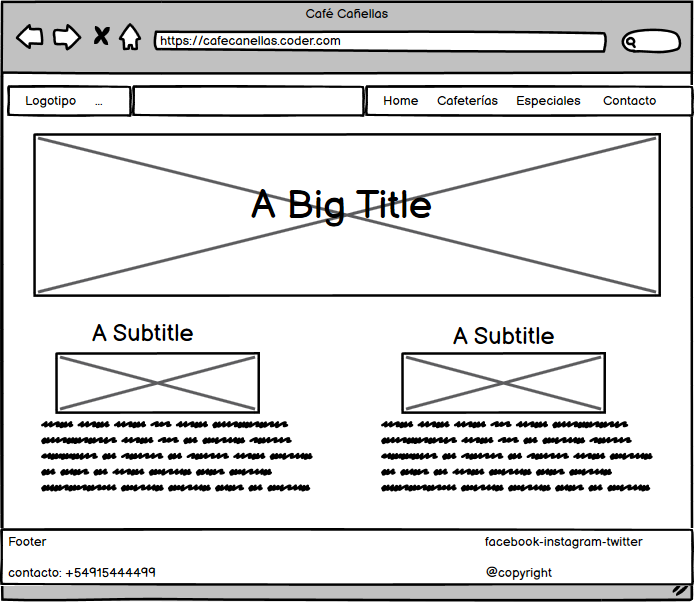 Café Cañellas
https://cafecanellas.coder.com
Logotipo ... Home Cafeterías Especiales Contacto
A Big Title
A Subtitle A Subtitle
Footer facebook-instagram-twitter
contacto: +54915444499 @copyright